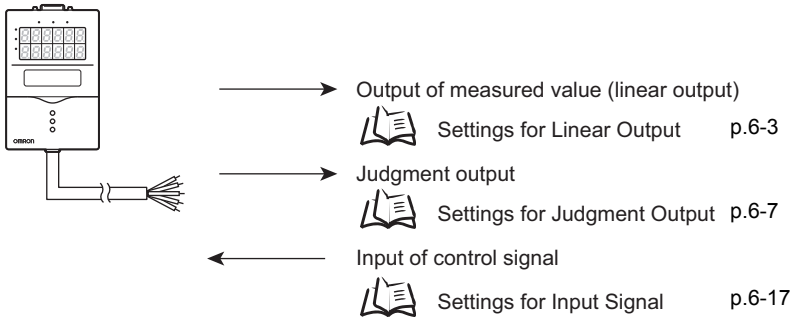 OMRON
Output of measured value (linear output)
Settings for Linear Output p.6-3
Judgment output
Settings for Judgment Output p.6-7
Input of control signal
Settings for Input Signal p.6-17